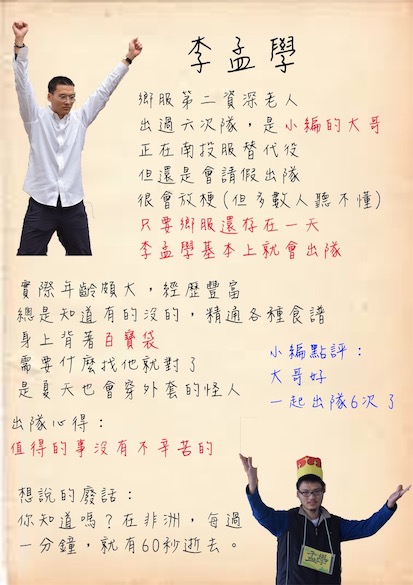 李孟學
鄉服第二資深老人
出過六次隊，是小編的大哥
正在南投服替代役
但還是會請假出隊
很會放梗(但多數人聽不懂)
只要鄉服還存在一天
李孟學基本上就會出隊
實際年齡頗大，經歷豐富
總是知道有的沒的，精通各種食譜
身上背著百寶袋
需要什麼找他就對了
是夏天也會穿外套的怪人
小編點評：
大哥好
一起出隊6次了
出隊心得：
值得的事沒有不辛苦的
想說的廢話：
你知道嗎？在非洲，每過
一分鐘，就有60秒逝去。
孟學